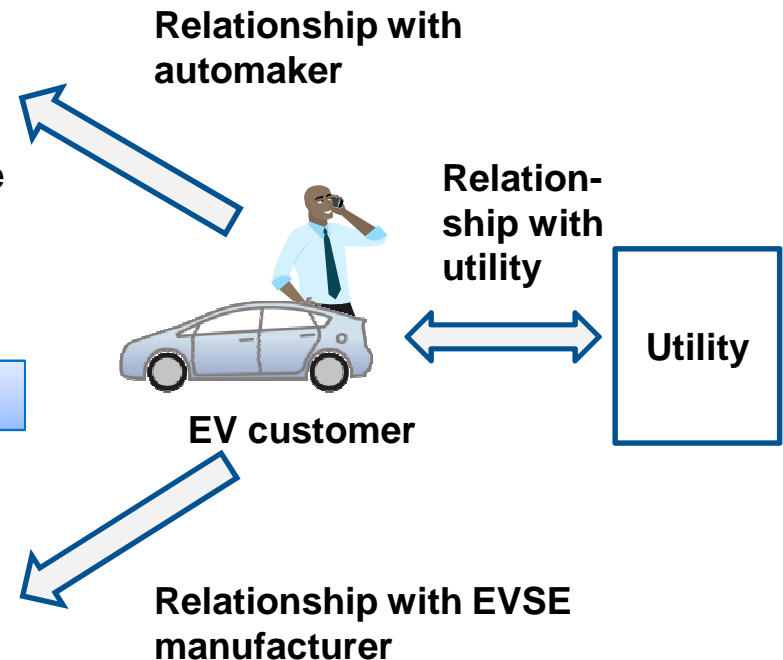 Relationship with
automaker
Relation-
ship with
utility
Utility
EV customer
Relationship with EVSE
manufacturer